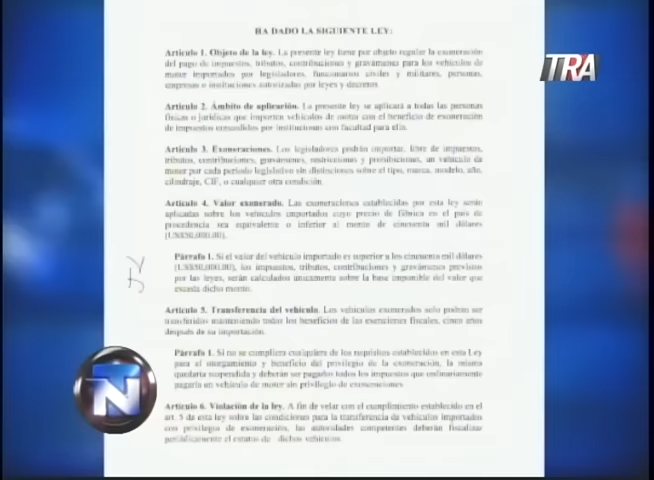 HA DADO LA SIGUIENTE LEY:
TRA
Artículo 1. Objeto de la ley. La presente ley tiene por objeto regular la exoneración
del pago de impuestos, tributos, contribuciones y gravámenes para los vehículos de
motor importados por legisladores, funcionarios civiles y militares, personas,
empresas o instituciones autorizadas por leyes y decretos
Artículo 2. Ámbito de aplicación. La presente ley se aplicará a todas las personas
físicas o jurídicas que importen vehículos de motor con el beneficio de exoneración
de impuestos concedidos por instituciones con facultad para ello.
Artículo 3. Exoneraciones. Los legisladores podrán importar, libre de impuestos,
tributos, contribuciones, gravámenes, restricciones y prohibiciones, un vehículo de
motor por cada período legislativo sin distinciones sobre el tipo, marca, modelo, año,
cilindraje, CIF, o cualquier otra condición.
Artículo 4. Valor exonerado. Las exoneraciones establecidas por esta ley serán
aplicadas sobre los vehículos importados cuyo precio de fábrica en el país de
procedencia sea equivalente o inferior al monto de cincuenta mil dólares
(US$50,000.00).
Párrafo 1. Si el valor del vehículo importado es superior a los cincuenta mil dólares
(US$50,000.00), los impuestos, tributos, contribuciones y gravámenes previstos
por las leyes, serán calculados únicamente sobre la base imponible del valor que
exceda dicho monto.
Artículo 5. Transferencia del vehículo. Los vehículos exonerados solo podrán ser
transferidos manteniendo todos los beneficios de las exenciones fiscales, cinco años
después de su importación.
Párrafo 1. Si no se cumpliera cualquiera de los requisitos establecidos en esta Ley
para el otorgamiento y beneficio del privilegio de la exoneración, la misma
quedaría suspendida y deberán ser pagados todos los impuestos que ordinariamente
pagaría un vehículo de motor sin privilegio de exoneraciones
Artículo 6. Violación de la ley. A fin de velar con el cumplimiento establecido en el
art. 5 de esta ley sobre las condiciones para la transferencia de vehículos importados
con privilegio de exoneración, las autoridades competentes deberán fiscalizar
periódicamente el estatus de dichos vehículos.
N